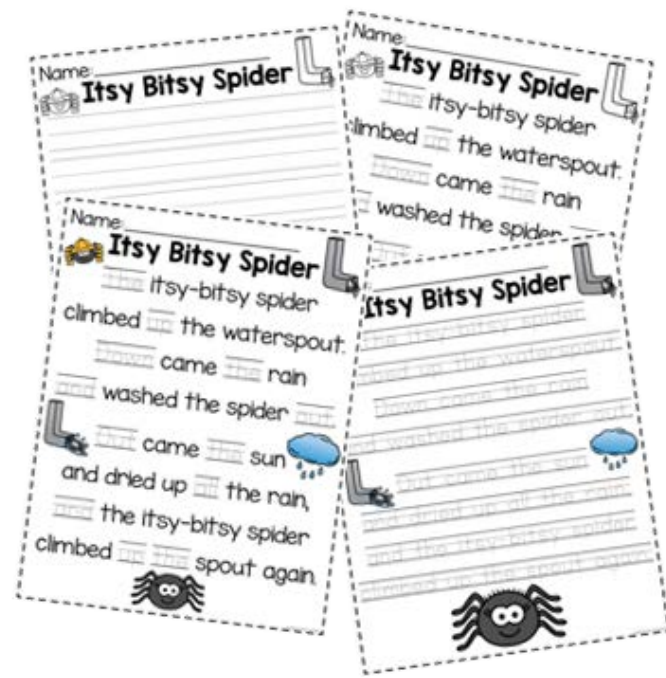 Name:
Itsy Bitsy Spider
Name:
Itsy Bitsy Spider
the itsy-bitsy spider
climbed up the waterspout.
Down came the rain
washed the spider
Name:
Itsy Bitsy Spider
the itsy-bitsy spider
climbed up the waterspout.
Down came the rain
and washed the spider out
Out came the sun
and dried up all the rain,
and the itsy-bitsy spider
climbed up the spout again.
Itsy Bitsy Spider
the itsy-bitsy spider
mbed up the waterspout.
Down came the rain
washed the spider out
Out came the sun
and dried up all the rain
and the itsy-bitsy spider
climbed up the spout again